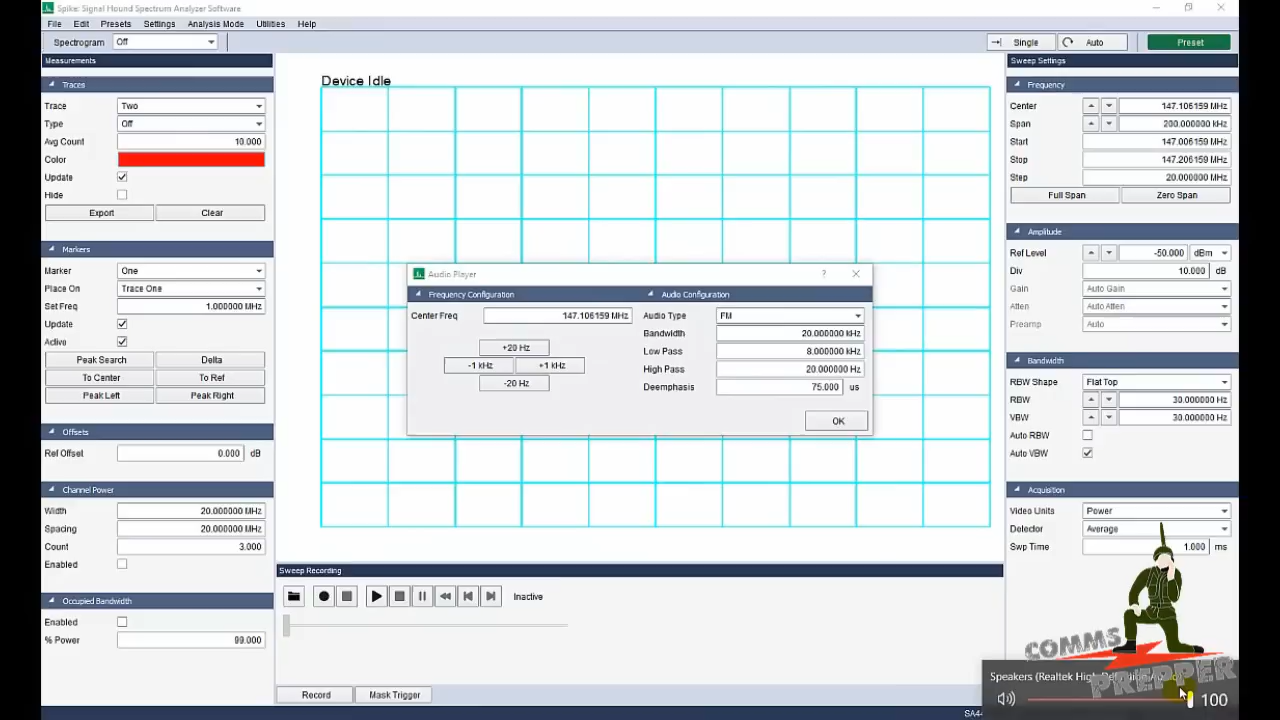 Spike: Signal Hound Spectrum Analyzer Software
File Edit Presets Settings Analysis Mode Utilities Help
Spectrogram Off Single Auto Preset
Measurements
Traces
Trace Two
Type Off
Avg Count 10.000
Color
Update
Hide
Export Clear
Markers
Marker One
Place On Trace One
Set Freq 1.000000 MHz
Update
Active
Peak Search Delta
To Center To Ref
Peak Left Peak Right
Offsets
Ref Offset 0.000 dB
Channel Power
Width 20.000000 MHz
Spacing 20.000000 MHz
Count 3.000
Enabled
Occupied Bandwidth
Enabled
% Power 99.000
Device Idle
Audio Player ?
Frequency Configuration
Center Freq 147.106159 MHz
+20 Hz
-1 kHz +1 kHz
-20 Hz
Audio Configuration
Audio Type FM
Bandwidth 20.000000 kHz
Low Pass 8.000000 kHz
High Pass 20.000000 Hz
Deemphasis 75.000 us
OK
Sweep Recording
Inactive
Record Mask Trigger
Sweep Settings
Frequency
Center 147.106159 MHz
Span 200.000000 kHz
Start 147.006159 MHz
Stop 147.206159 MHz
Step 20.000000 kHz
Full Span Zero Span
Amplitude
Ref Level -50.000 dBm
Div 10.000 dB
Gain Auto Gain
Atten Auto Atten
Preamp Auto
Bandwidth
RBW Shape Flat Top
RBW 30.000000 Hz
VBW 30.000000 Hz
Auto RBW
Auto VBW
Acquisition
Video Units Power
Detector Average
Swp Time 1.000 ms
COMMS
PREPPER
Speakers (Realtek High Definition Audio)
100
SA44